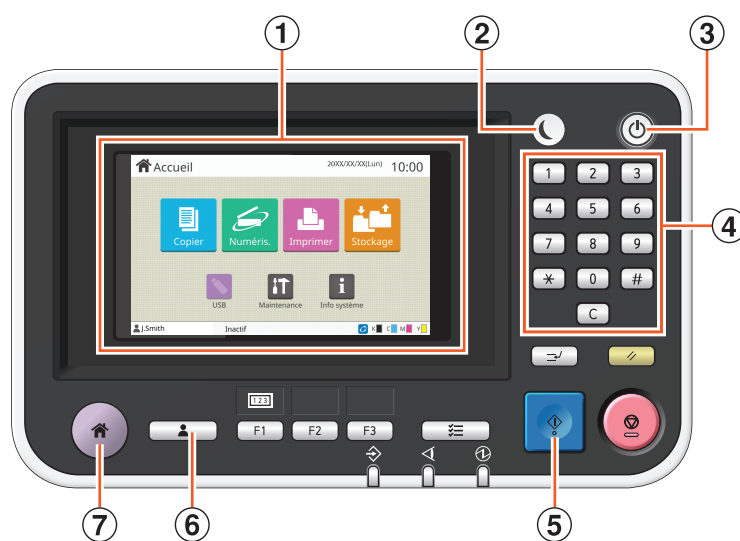 1
2
3
Accueil
20XX/XX/XX(Lun)
10:00
Copier
Numéris.
Imprimer
Stockage
USB
Maintenance
Info système
J.Smith
Inactif
K
C
M
Y
1 2 3
4 5 6
7 8 9
* 0 #
C
4
123
F1
F2
F3
7
6
5